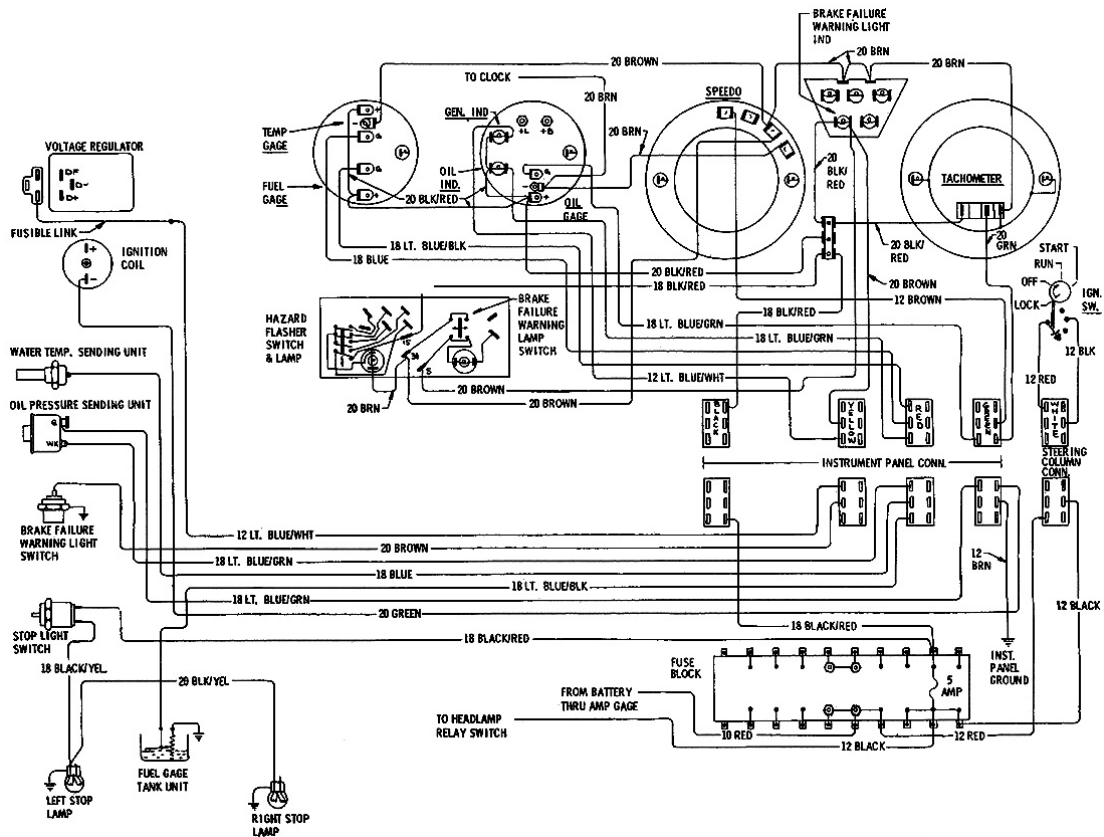 BRAKE FAILURE
WARNING LIGHT
IND
20 BRN
20 BROWN
20 BRN
TO CLOCK
20
BRN
SPEEDO
GEN. IND
+L
+B
TEMP
GAGE
20 BRN
VOLTAGE REGULATOR
DF
D-
D+
G
G
OIL
IND.
G
FUEL
GAGE
20 BLK/RED
OIL
GAGE
20
BLK/
RED
TACHOMETER
FUSIBLE LINK
IGNITION
COIL
+
-
18 LT. BLUE/BLK
18 BLUE
20 BLK/RED
18 BLK/RED
20 BLK/
RED
20
GRN
START
RUN
OFF
LOCK
IGN.
SW.
20 BROWN
12 BROWN
HAZARD
FLASHER
SWITCH
& LAMP
BRAKE
FAILURE
WARNING
LAMP
SWITCH
18 BLK/RED
18 LT. BLUE/GRN
18 LT. BLUE/GRN
12 BLK
WATER TEMP. SENDING UNIT
12 LT. BLUE/WHT
12 RED
20 BROWN
20 BRN
20 BROWN
OIL PRESSURE SENDING UNIT
G
WK
BLACK
YELLOW
RED
GREEN
WHITE
INSTRUMENT PANEL CONN.
STEERING
COLUMN
CONN.
BRAKE FAILURE
WARNING LIGHT
SWITCH
12 LT. BLUE/WHT
20 BROWN
18 LT. BLUE/GRN
18 BLUE
18 LT. BLUE/BLK
18 LT. BLUE/GRN
20 GREEN
12
BRN
12 BLACK
STOP LIGHT
SWITCH
18 BLACK/RED
18 BLACK/RED
18 BLACK/YEL
20 BLK/YEL
FUSE
BLOCK
5
AMP
INST.
PANEL
GROUND
FROM BATTERY
THRU AMP GAGE
TO HEADLAMP
RELAY SWITCH
10 RED
12 BLACK
12 RED
FUEL GAGE
TANK UNIT
LEFT STOP
LAMP
RIGHT STOP
LAMP